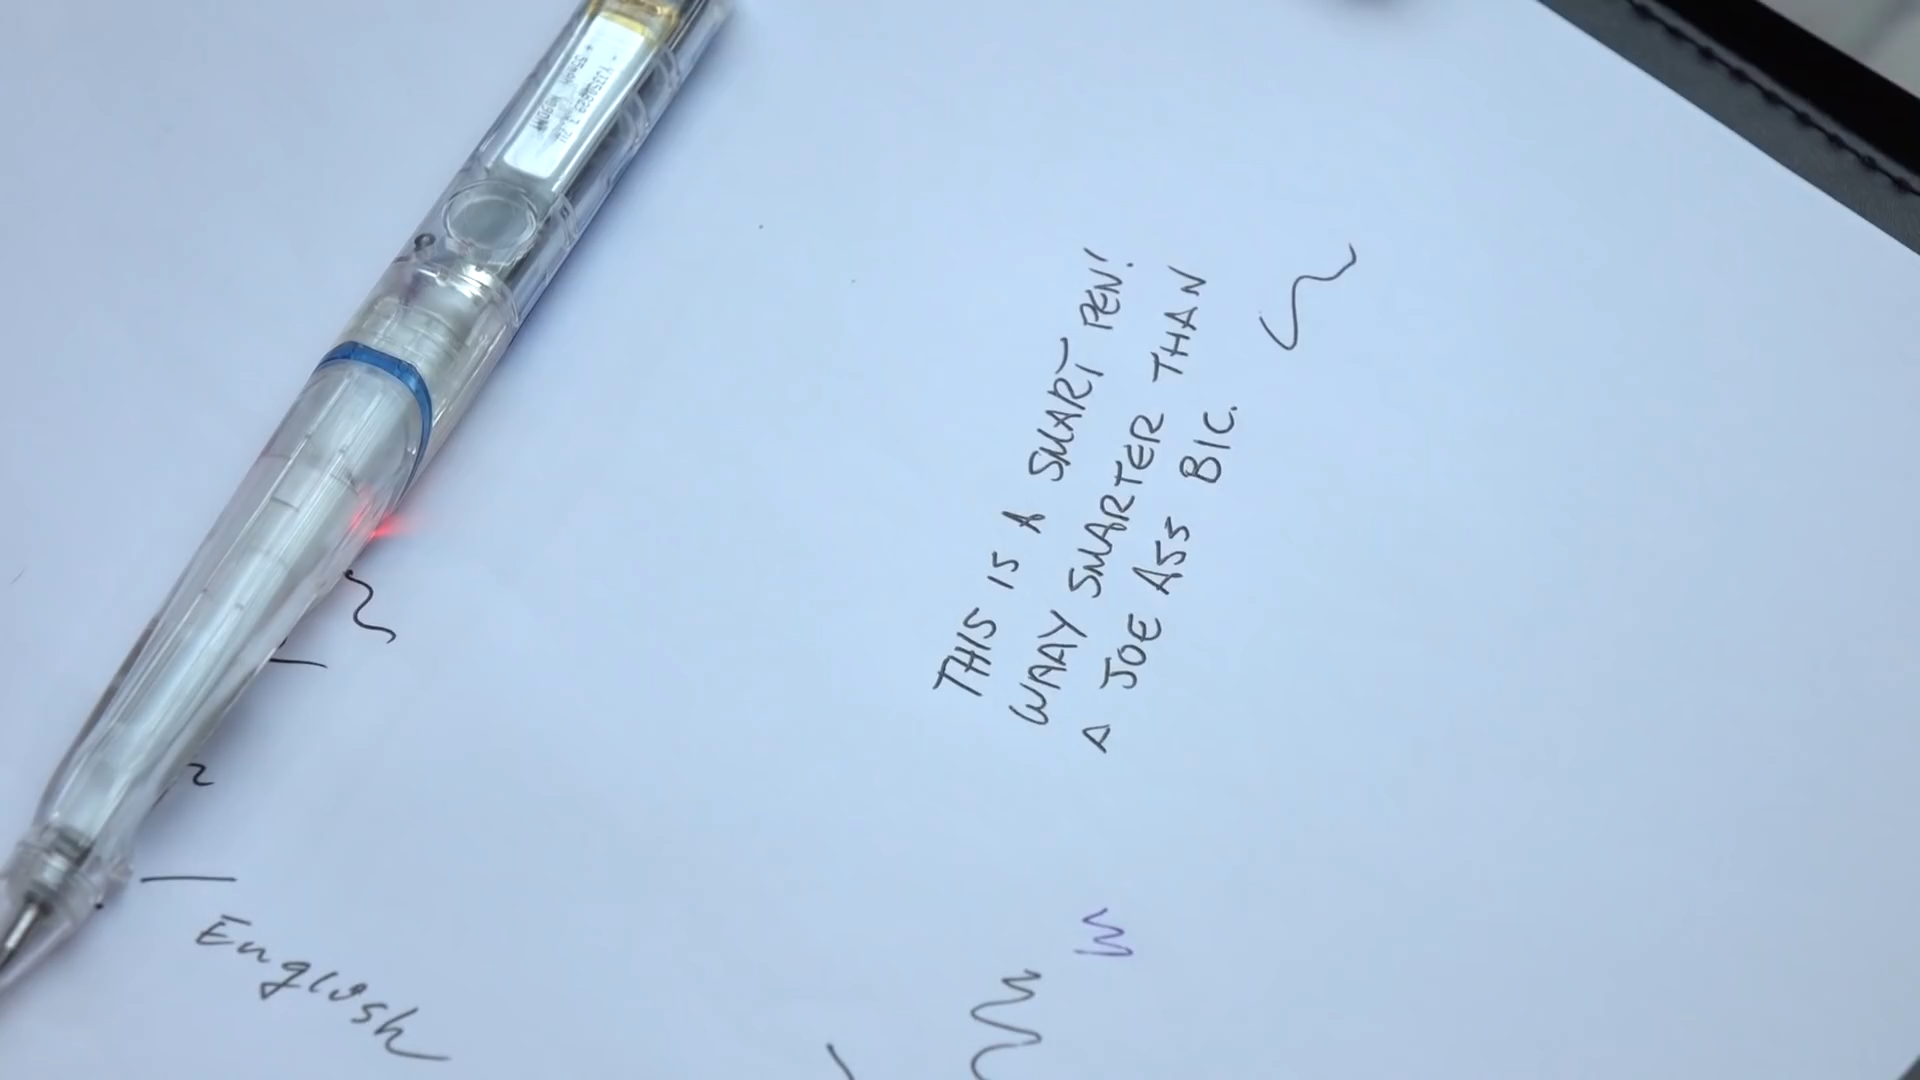 THIS IS A SMART PEN!
WAAY SMARTER THAN
A JOE ASS BIC.
English